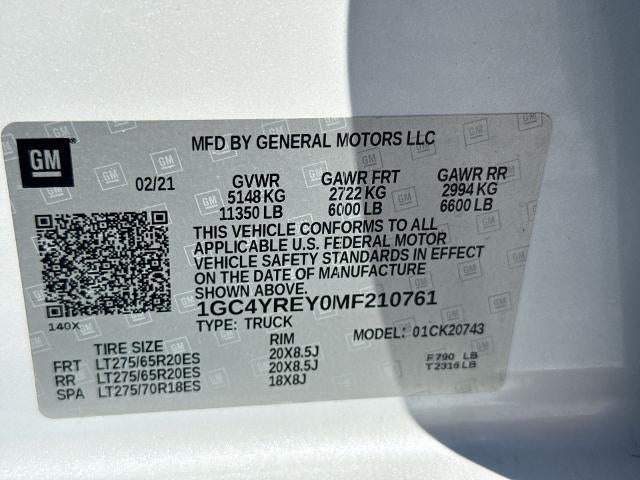 GM
MFD BY GENERAL MOTORS LLC
02/21 GVWR GAWR FRT GAWR RR
5148 KG 2722 KG 2994 KG
11350 LB 6000 LB 6600 LB
THIS VEHICLE CONFORMS TO ALL
APPLICABLE U.S. FEDERAL MOTOR
VEHICLE SAFETY STANDARDS IN EFFECT
ON THE DATE OF MANUFACTURE
SHOWN ABOVE.
140X
1GC4YREY0MF210761
TYPE: TRUCK MODEL: 01CK20743
TIRE SIZE RIM
FRT LT275/65R20ES 20X8.5J F790 LB
RR LT275/65R20ES 20X8.5J T2316LB
SPA LT275/70R18ES 18X8J